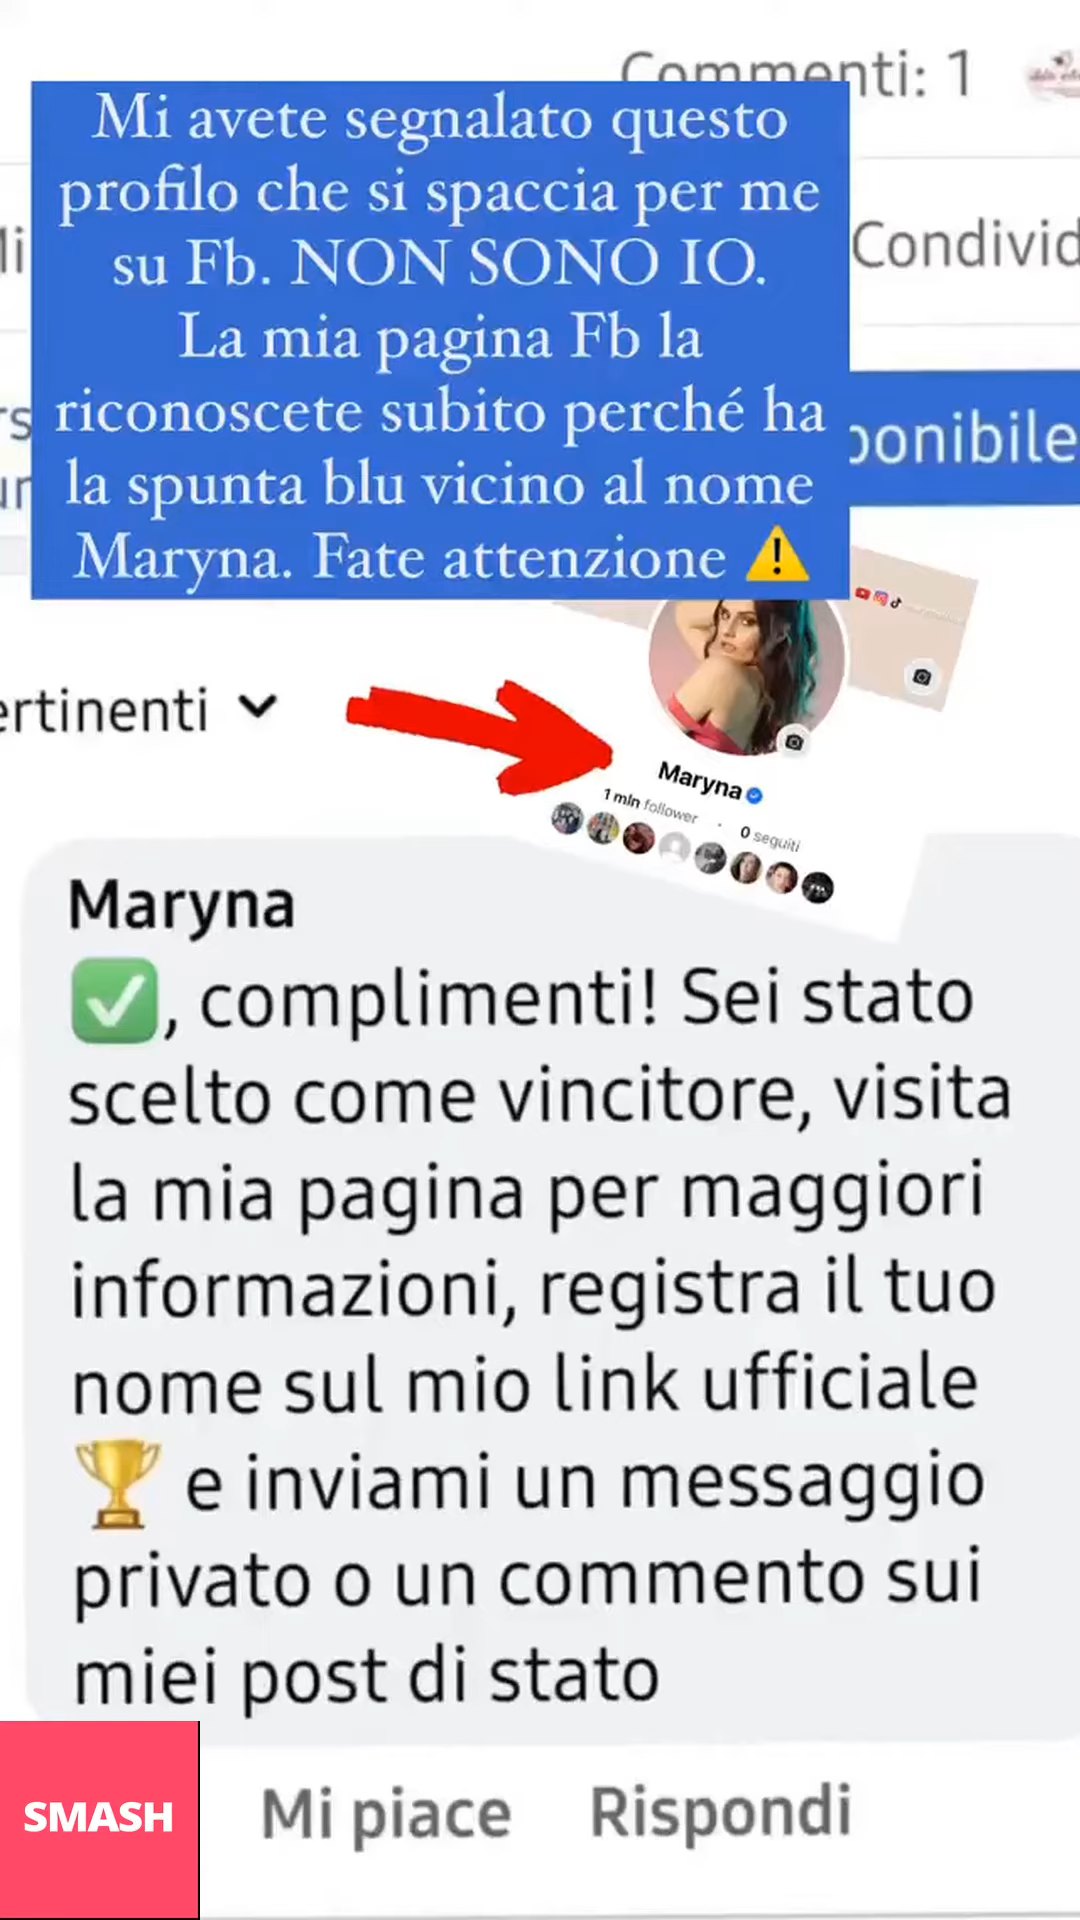 Commenti: 1
Mi avete segnalato questo
profilo che si spaccia per me
su Fb. NON SONO IO.
La mia pagina Fb la
riconoscete subito perché ha
la spunta blu vicino al nome
Maryna. Fate attenzione ⚠️
Condivid
ponibile
ertinenti
Maryna
1 mln follower · 0 seguiti
Maryna
✅, complimenti! Sei stato
scelto come vincitore, visita
la mia pagina per maggiori
informazioni, registra il tuo
nome sul mio link ufficiale
🏆 e inviami un messaggio
privato o un commento sui
miei post di stato
SMASH
Mi piace Rispondi